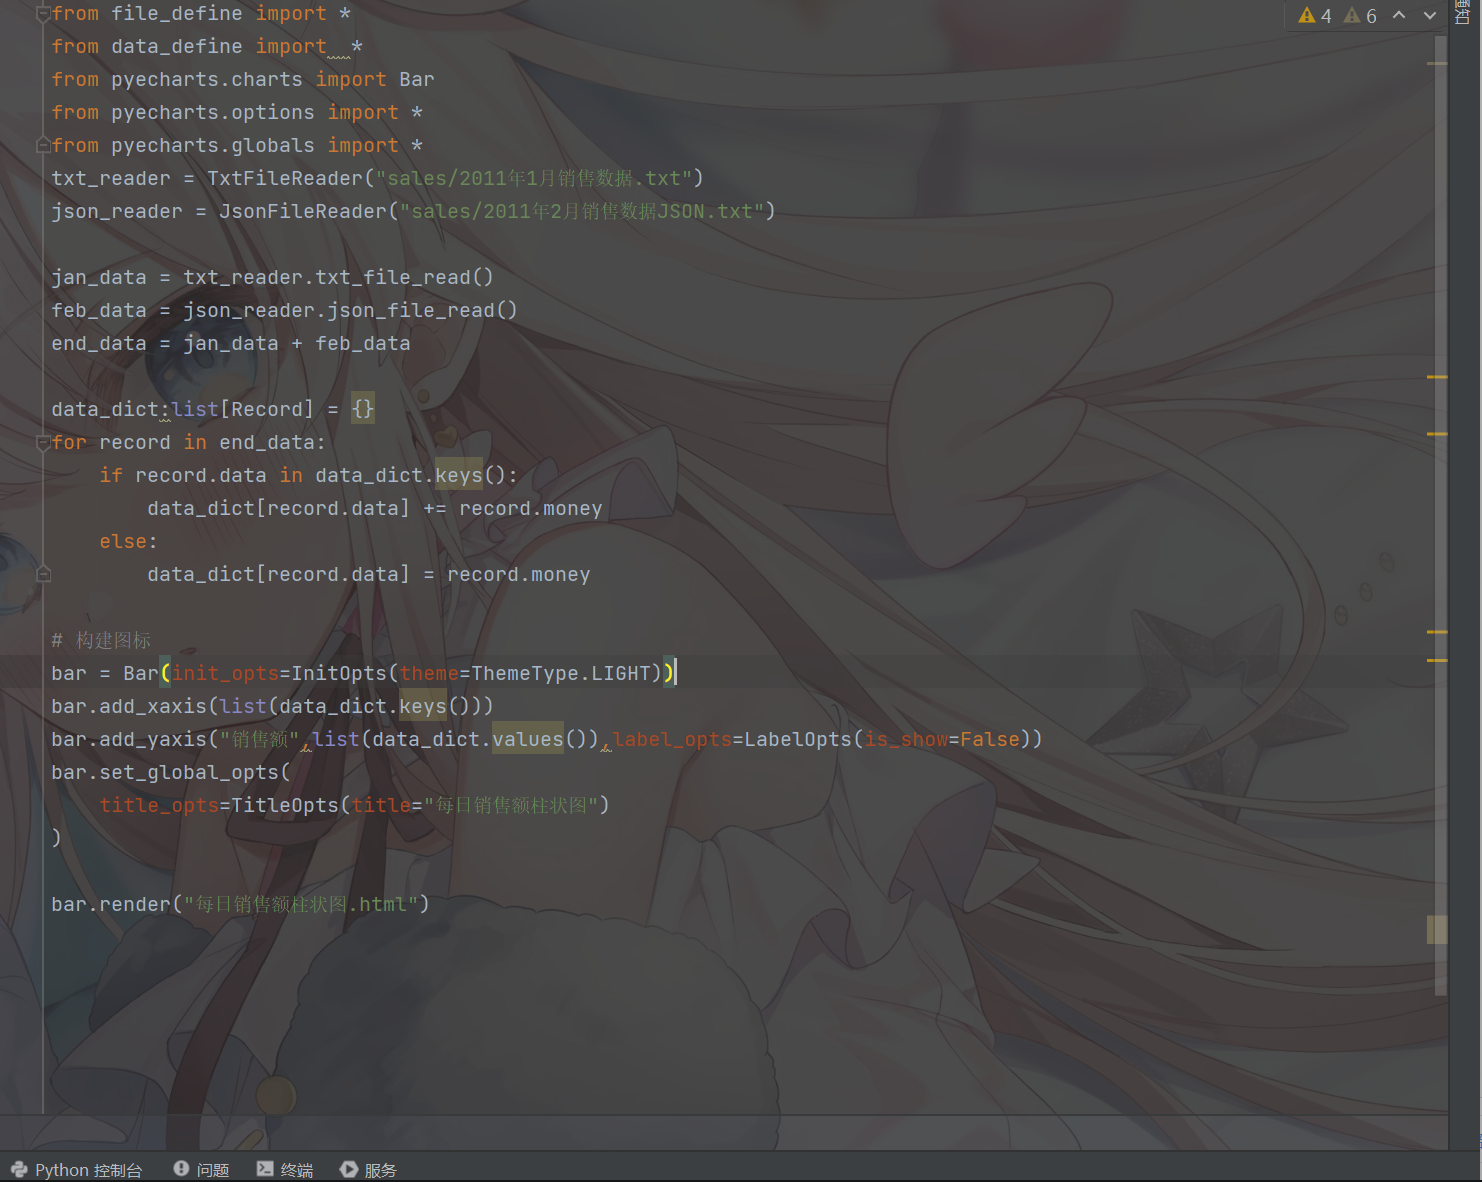 from file_define import *
4 6
通知
from data_define import  *
from pyecharts.charts import Bar
from pyecharts.options import *
from pyecharts.globals import *
txt_reader = TxtFileReader("sales/2011年1月销售数据.txt")
json_reader = JsonFileReader("sales/2011年2月销售数据JSON.txt")
jan_data = txt_reader.txt_file_read()
feb_data = json_reader.json_file_read()
end_data = jan_data + feb_data
data_dict:list[Record] = {}
for record in end_data:
    if record.data in data_dict.keys():
        data_dict[record.data] += record.money
    else:
        data_dict[record.data] = record.money
# 构建图标
bar = Bar(init_opts=InitOpts(theme=ThemeType.LIGHT))
bar.add_xaxis(list(data_dict.keys()))
bar.add_yaxis("销售额",list(data_dict.values()),label_opts=LabelOpts(is_show=False))
bar.set_global_opts(
    title_opts=TitleOpts(title="每日销售额柱状图")
)
bar.render("每日销售额柱状图.html")
Python 控制台 问题 终端 服务